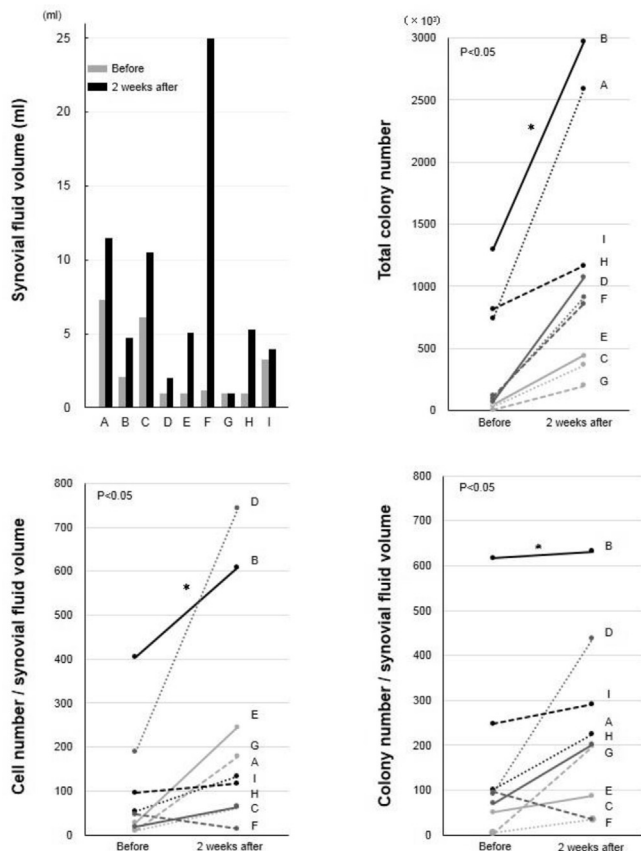 (ml)
Synovial fluid volume (ml)
25
20
15
10
5
0
Before
2 weeks after
A B C D E F G H I
(×10³)
Total colony number
3000
2500
2000
1500
1000
500
0
P<0.05
*
B
A
I
H
D
F
E
C
G
Before 2 weeks after
Cell number / synovial fluid volume
800
700
600
500
400
300
200
100
0
P<0.05
*
D
B
E
G
A
I
H
C
F
Before 2 weeks after
Colony number / synovial fluid volume
800
700
600
500
400
300
200
100
0
P<0.05
*
B
D
I
A
H
G
E
C
F
Before 2 weeks after